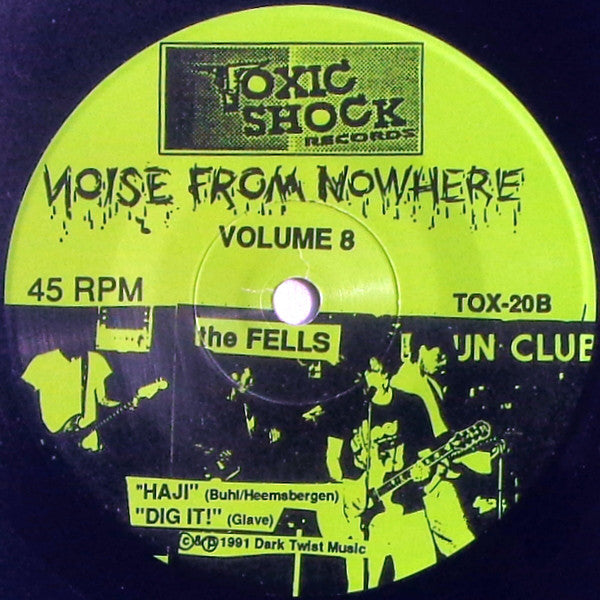 TOXIC
SHOCK
RECORDS
NOISE FROM NOWHERE
VOLUME 8
45 RPM
TOX-20B
the FELLS
UN CLUB
"HAJI" (Buhl/Heemsbergen)
"DIG IT!" (Glave)
©&℗1991 Dark Twist Music